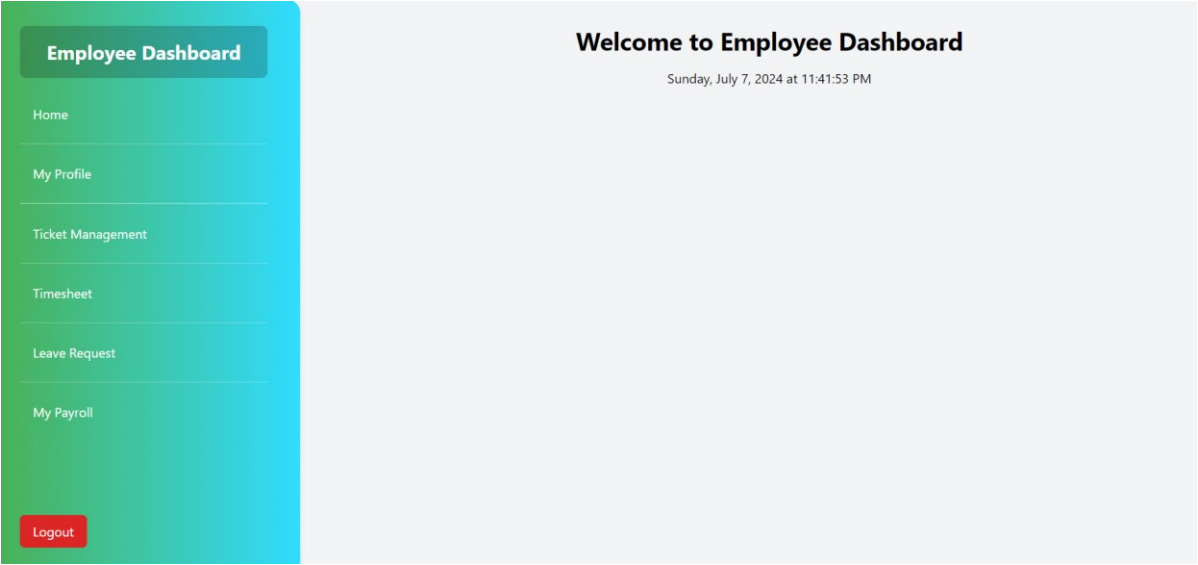 Employee Dashboard
Home
My Profile
Ticket Management
Timesheet
Leave Request
My Payroll
Logout
Welcome to Employee Dashboard
Sunday, July 7, 2024 at 11:41:53 PM